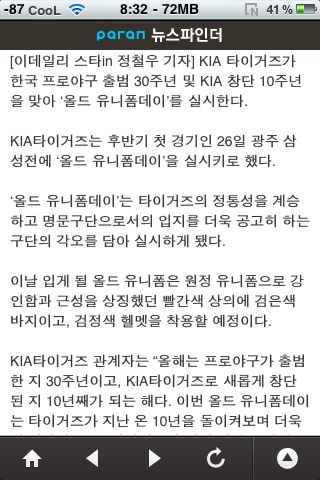 -87 CooL 8:32 - 72MB N 41%
paran 뉴스파인더
[이데일리 스타in 정철우 기자] KIA 타이거즈가
한국 프로야구 출범 30주년 및 KIA 창단 10주년
을 맞아 ‘올드 유니폼데이’를 실시한다.
KIA타이거즈는 후반기 첫 경기인 26일 광주 삼
성전에 ‘올드 유니폼데이’을 실시키로 했다.
‘올드 유니폼데이’는 타이거즈의 정통성을 계승
하고 명문구단으로서의 입지를 더욱 공고히 하는
구단의 각오를 담아 실시하게 됐다.
이날 입게 될 올드 유니폼은 원정 유니폼으로 강
인함과 근성을 상징했던 빨간색 상의에 검은색
바지이고, 검정색 헬멧을 착용할 예정이다.
KIA타이거즈 관계자는 “올해는 프로야구가 출범
한 지 30주년이고, KIA타이거즈로 새롭게 창단
된 지 10년째가 되는 해다. 이번 올드 유니폼데이
는 타이거즈가 지난 온 10년을 돌이켜보며 더욱